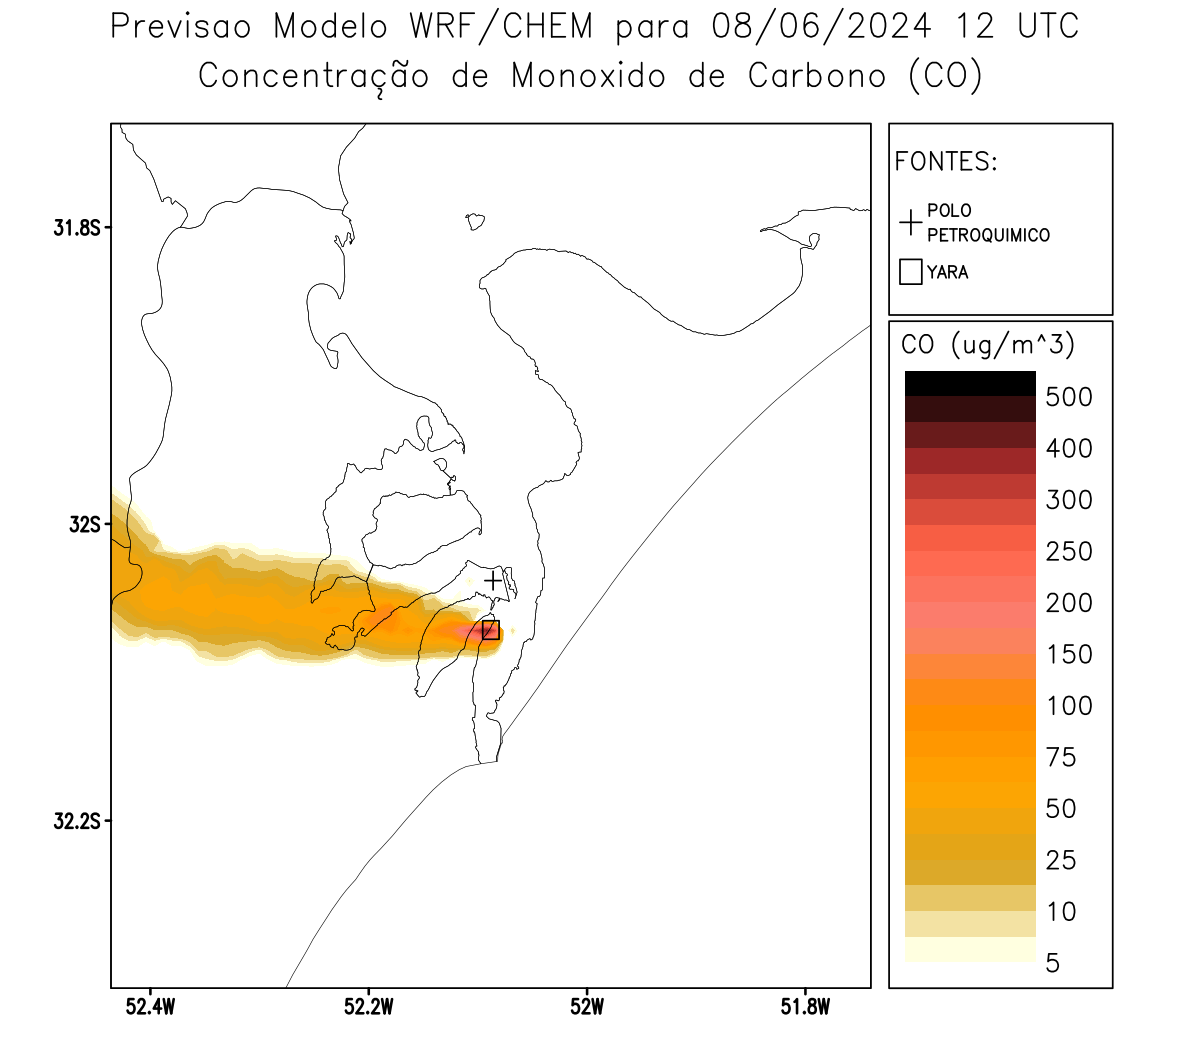 Previsao Modelo WRF/CHEM para 08/06/2024 12 UTC
Concentração de Monoxido de Carbono (CO)
FONTES:
POLO
PETROQUIMICO
YARA
CO (ug/m^3)
500
400
300
250
200
150
100
75
50
25
10
5
31.8S
32S
32.2S
52.4W
52.2W
52W
51.8W